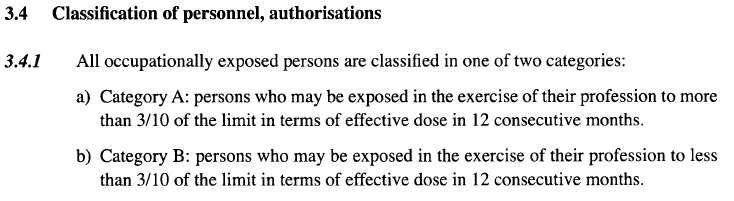 3.4 Classification of personnel, authorisations
3.4.1 All occupationally exposed persons are classified in one of two categories:
a) Category A: persons who may be exposed in the exercise of their profession to more
than 3/10 of the limit in terms of effective dose in 12 consecutive months.
b) Category B: persons who may be exposed in the exercise of their profession to less
than 3/10 of the limit in terms of effective dose in 12 consecutive months.